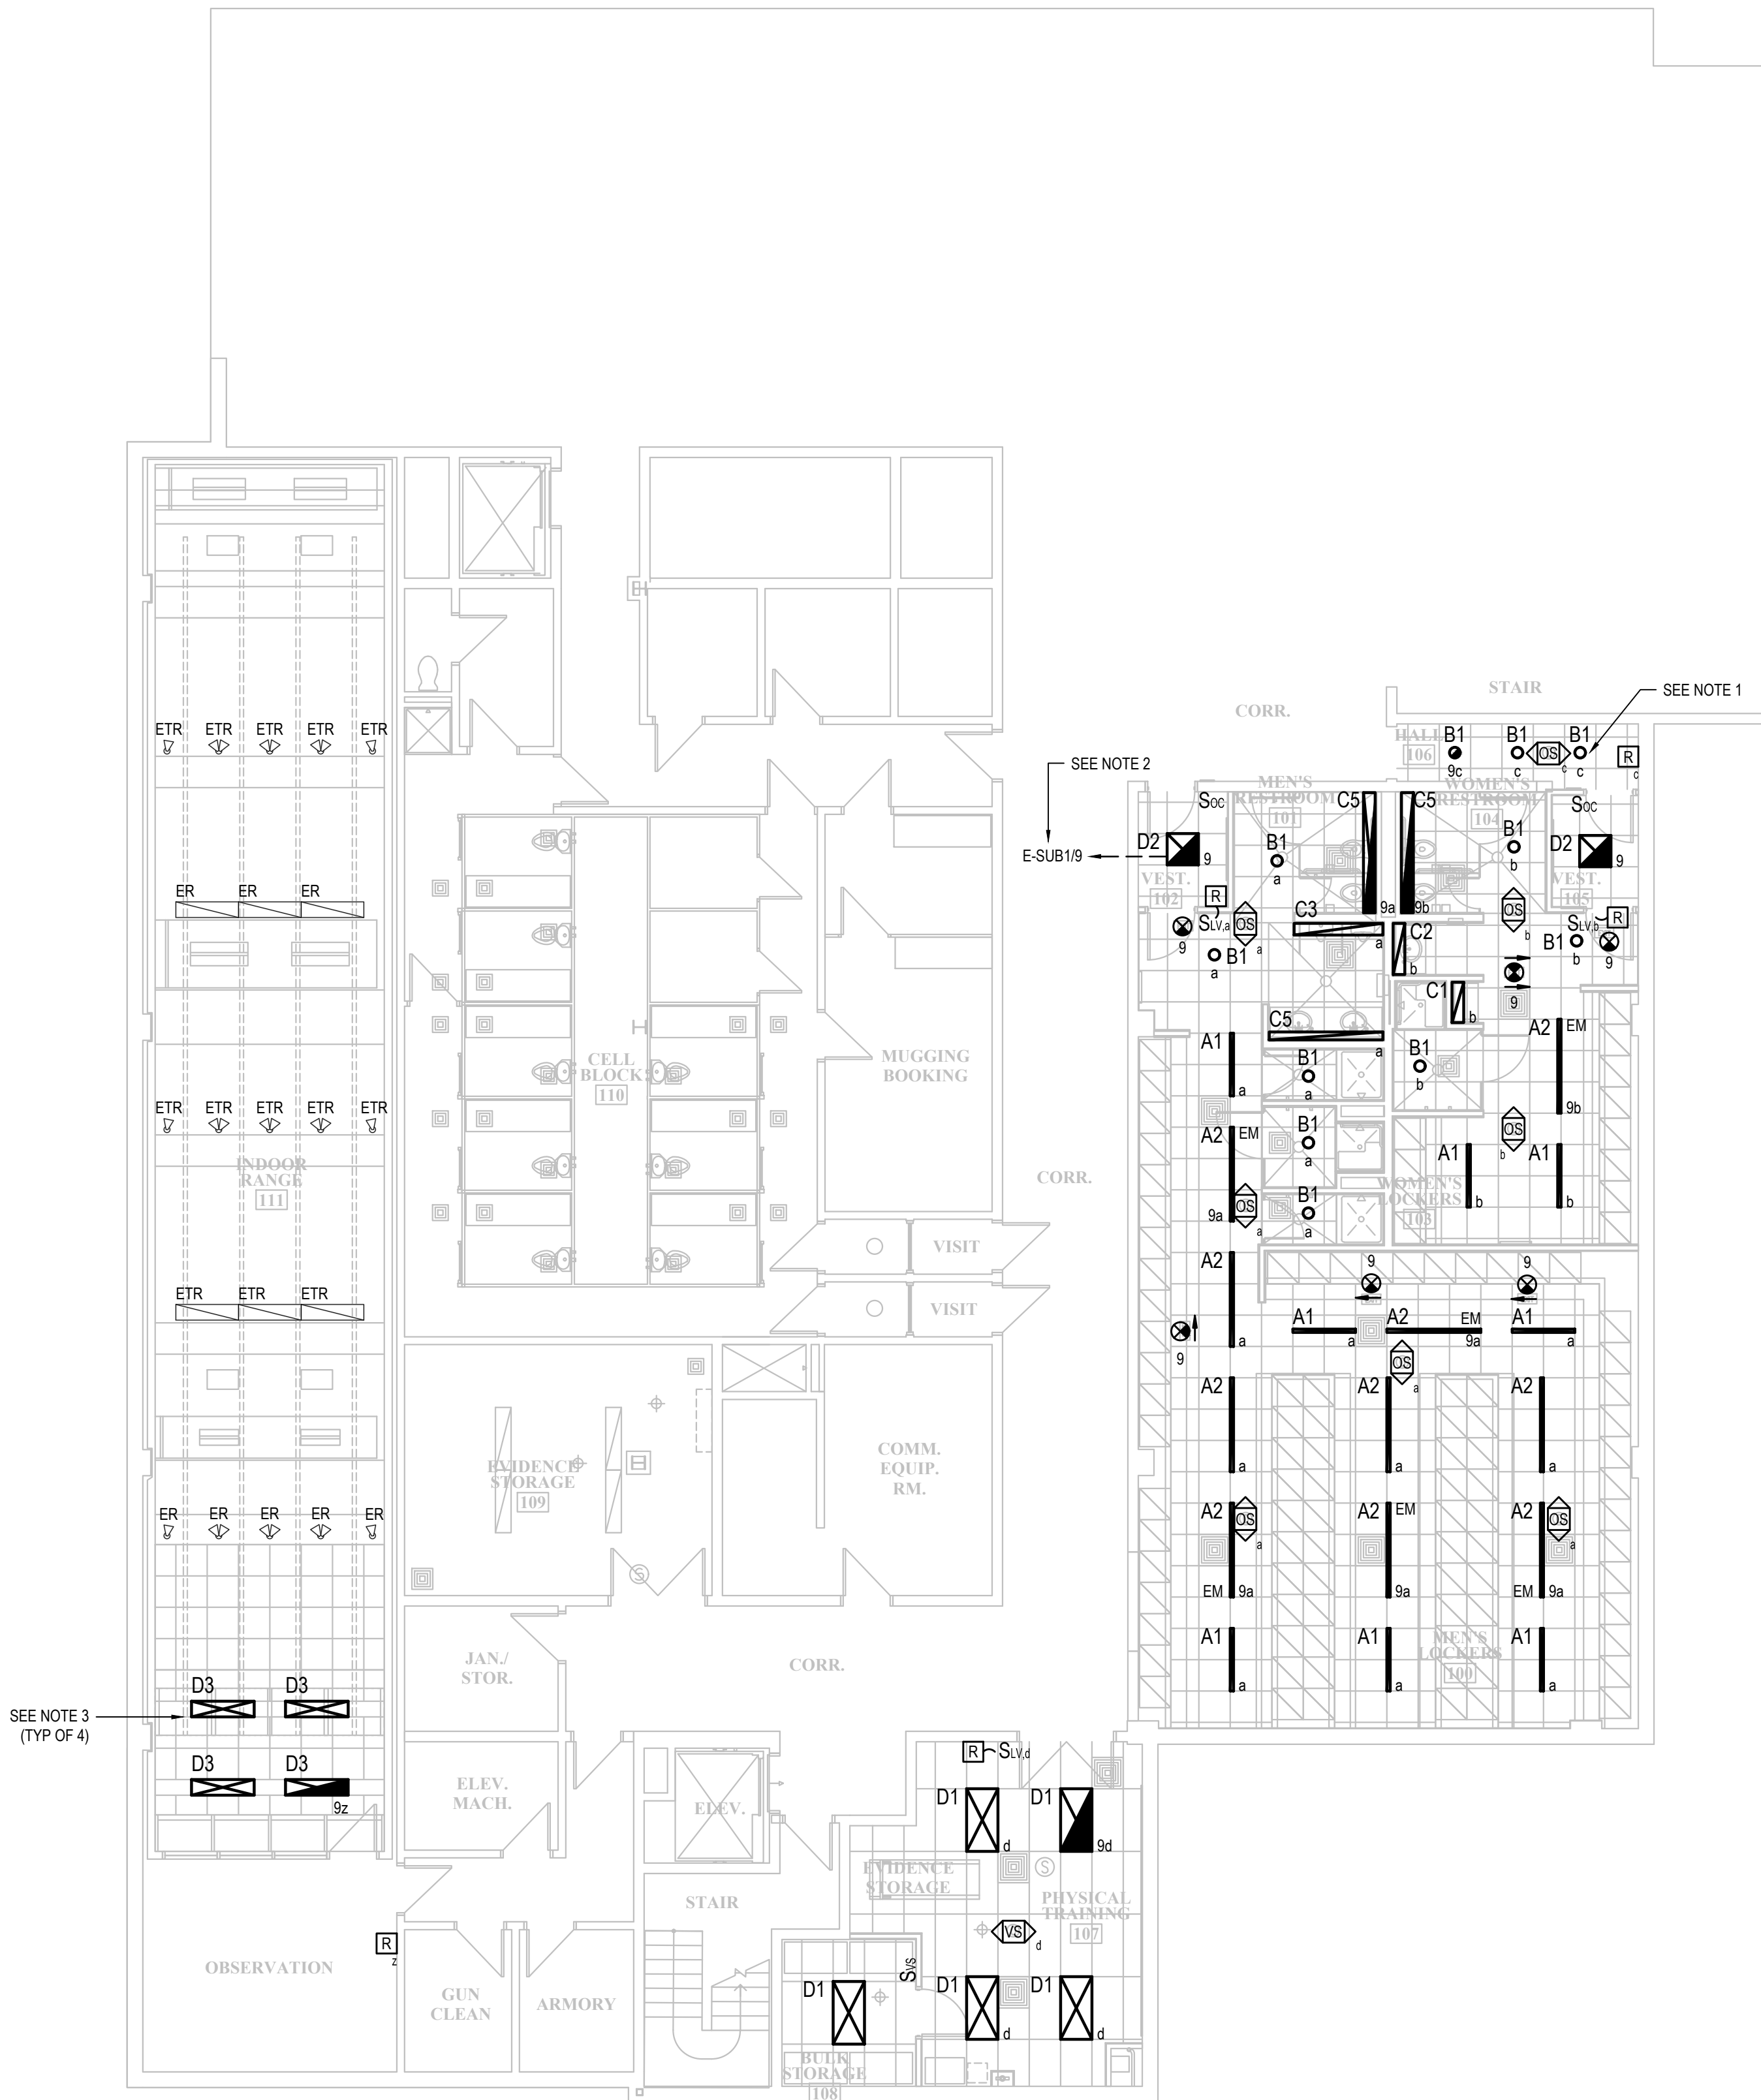 STAIR
SEE NOTE 1
CORR.
HALL
106
B1
B1
B1
OS
R
9c
c
c
c
c
ETR
ETR
ETR
ETR
ETR
SEE NOTE 2
MEN'S
RESTROOM
101
WOMEN'S
RESTROOM
104
SOC
C5
C5
SOC
D2
9
E-SUB1/9
B1
a
B1
b
D2
9
VEST.
102
VEST.
105
ER
ER
ER
R
SLV,a
OS
a
C3
a
9a
9b
C2
b
OS
b
SLV,b
R
9
B1
a
B1
b
9
9
C1
b
C5
a
A1
a
A2
EM
9b
B1
b
B1
a
CELL
BLOCK
110
MUGGING
BOOKING
ETR
ETR
ETR
ETR
ETR
A2
EM
9a
B1
a
OS
b
A1
b
A1
b
INDOOR
RANGE
111
CORR.
OS
a
B1
a
WOMEN'S
LOCKERS
103
VISIT
VISIT
A2
a
9
9
ETR
ETR
ETR
9
A1
a
A2
EM
9a
A1
a
OS
a
A2
a
A2
a
A2
a
EVIDENCE
STORAGE
109
COMM.
EQUIP.
RM.
ER
ER
ER
ER
ER
S
A2
OS
a
EM
9a
A2
EM
9a
A2
OS
a
EM
9a
A1
a
A1
a
A1
a
MEN'S
LOCKERS
100
JAN./
STOR.
CORR.
D3
D3
SEE NOTE 3
(TYP OF 4)
D3
D3
9z
ELEV.
MACH.
ELEV.
R
SLV,d
D1
d
D1
9d
EVIDENCE
STORAGE
S
STAIR
PHYSICAL
TRAINING
107
VS
d
R
z
OBSERVATION
GUN
CLEAN
ARMORY
SVS
D1
D1
d
D1
d
BULK
STORAGE
108